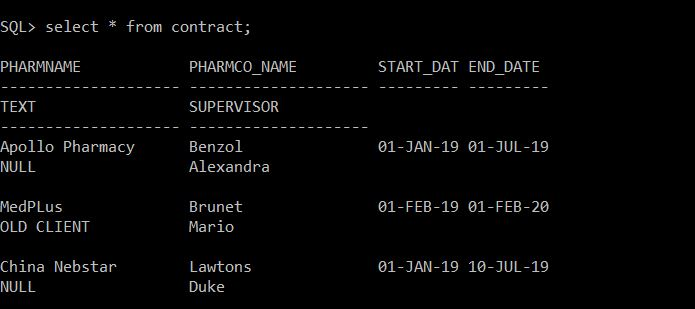 SQL> select * from contract;
PHARMNAME PHARMCO_NAME START_DAT END_DATE
-------------------- -------------------- --------- ---------
TEXT SUPERVISOR
-------------------- --------------------
Apollo Pharmacy Benzol 01-JAN-19 01-JUL-19
NULL Alexandra
MedPLus Brunet 01-FEB-19 01-FEB-20
OLD CLIENT Mario
China Nebstar Lawtons 01-JAN-19 10-JUL-19
NULL Duke